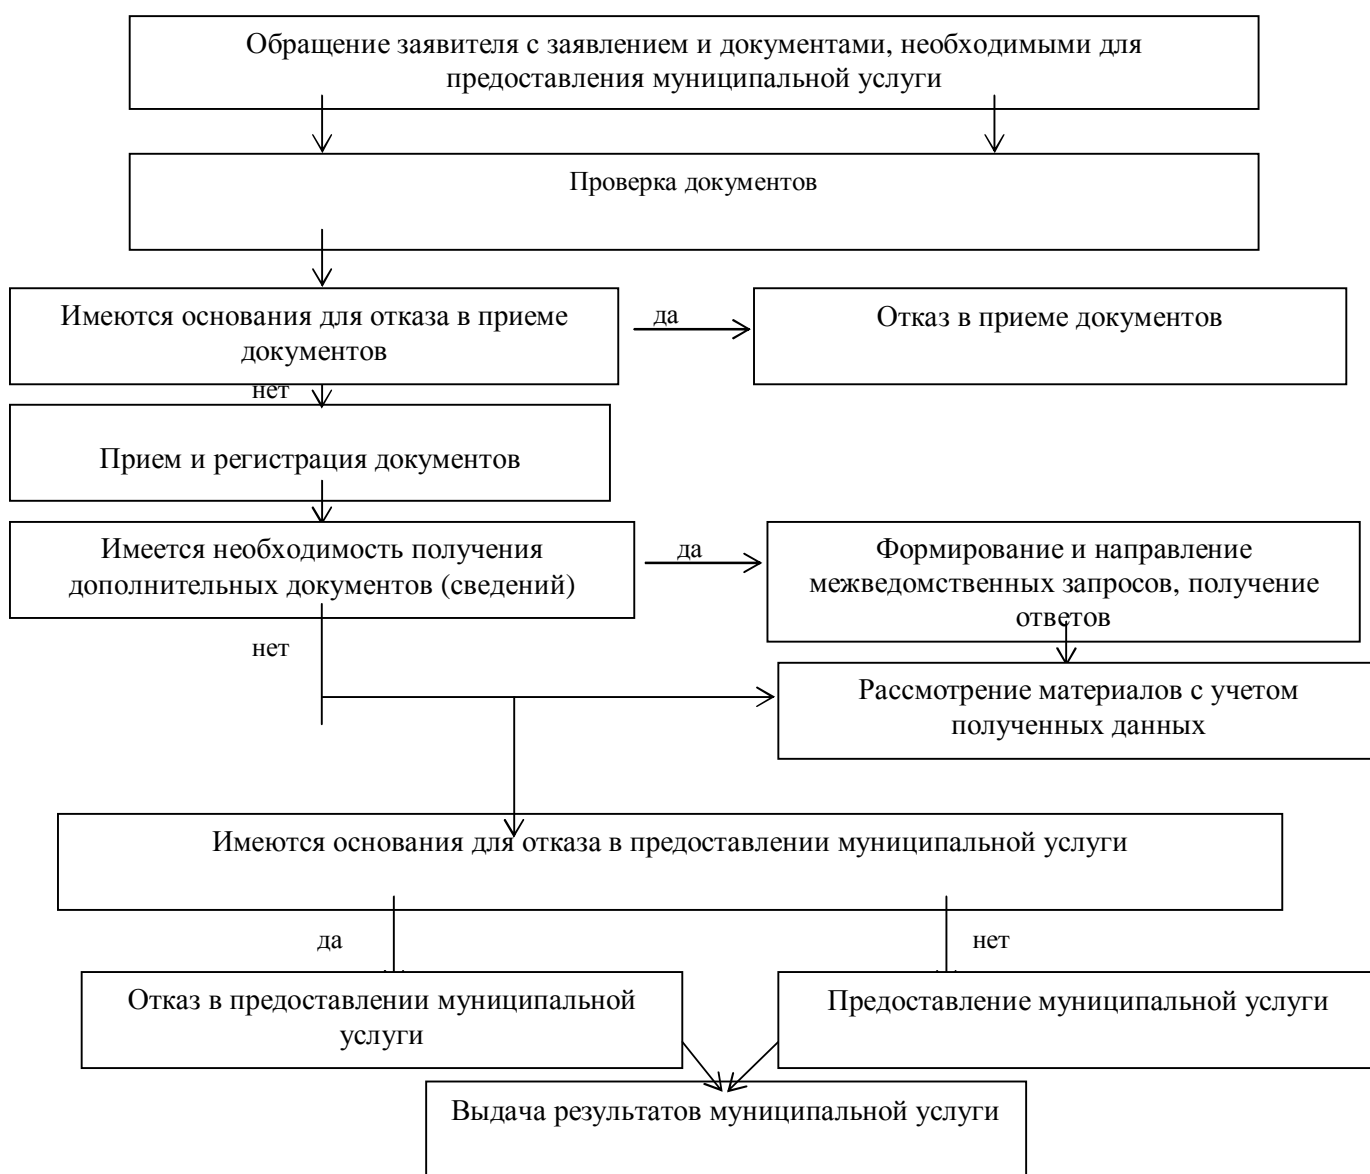 Обращение заявителя с заявлением и документами, необходимыми для
предоставления муниципальной услуги
Проверка документов
Имеются основания для отказа в приеме
документов
да
Отказ в приеме документов
нет
Прием и регистрация документов
Имеется необходимость получения
дополнительных документов (сведений)
да
Формирование и направление
межведомственных запросов, получение
ответов
нет
Рассмотрение материалов с учетом
полученных данных
Имеются основания для отказа в предоставлении муниципальной услуги
да
нет
Отказ в предоставлении муниципальной
услуги
Предоставление муниципальной услуги
Выдача результатов муниципальной услуги